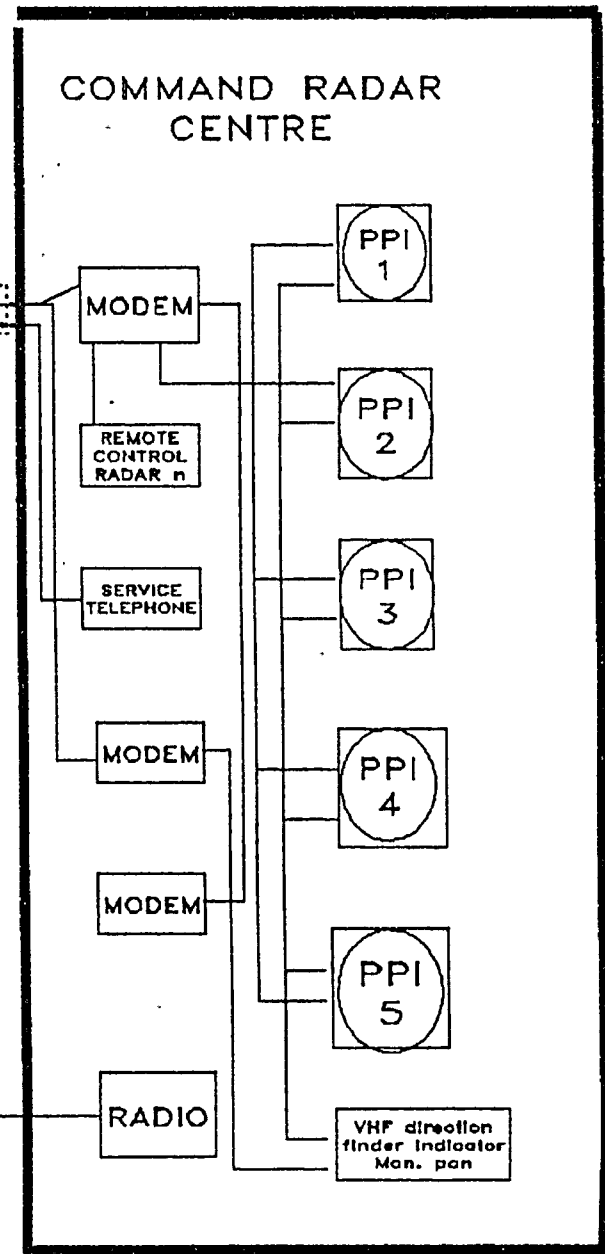 COMMAND RADAR
CENTRE
PPI
1
MODEM
PPI
2
REMOTE
CONTROL
RADAR n
PPI
3
SERVICE
TELEPHONE
MODEM
PPI
4
MODEM
PPI
5
RADIO
VHF direction
finder indicator
Man. pan